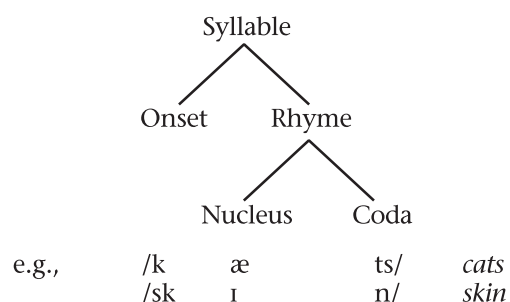 Syllable
Onset Rhyme
Nucleus Coda
e.g., /k æ ts/ cats
/sk ɪ n/ skin